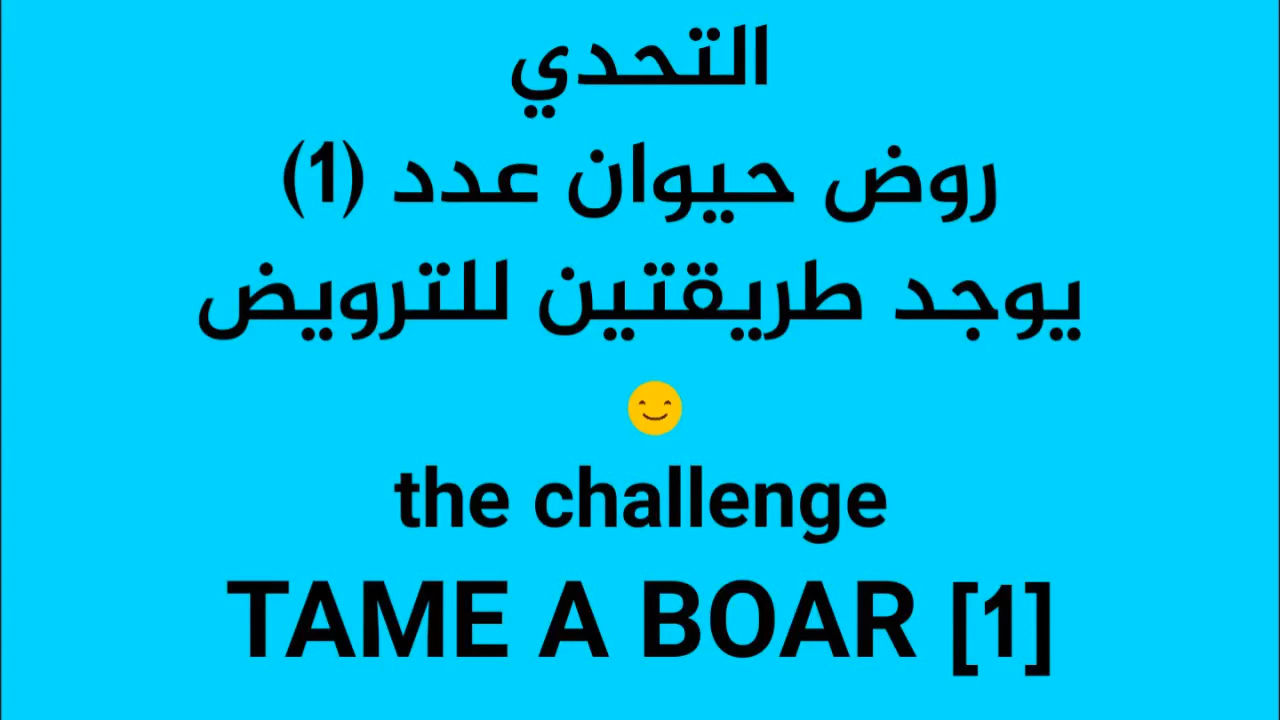 التحدي
روض حيوان عدد (1)
يوجد طريقتين للترويض
😊
the challenge
TAME A BOAR [1]